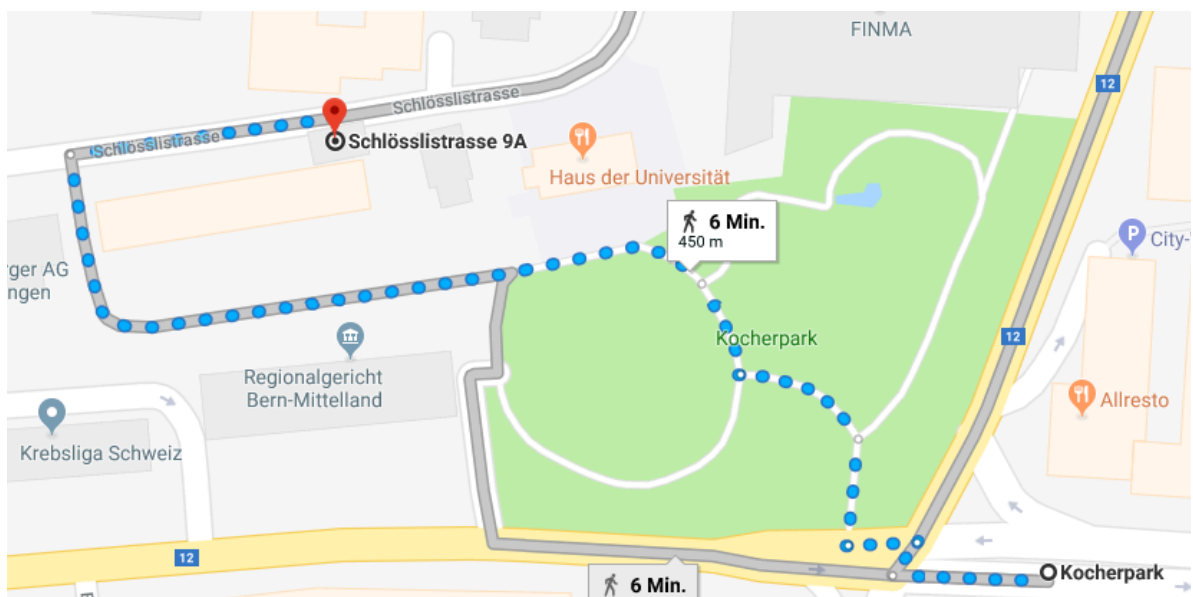 FINMA
12
Schlösslistrasse
Schlösslistrasse
Schlösslistrasse 9A
Haus der Universität
6 Min.
450 m
City-
rger AG
ngen
Kocherpark
12
Regionalgericht
Bern-Mittelland
Allresto
Krebsliga Schweiz
12
6 Min.
Kocherpark